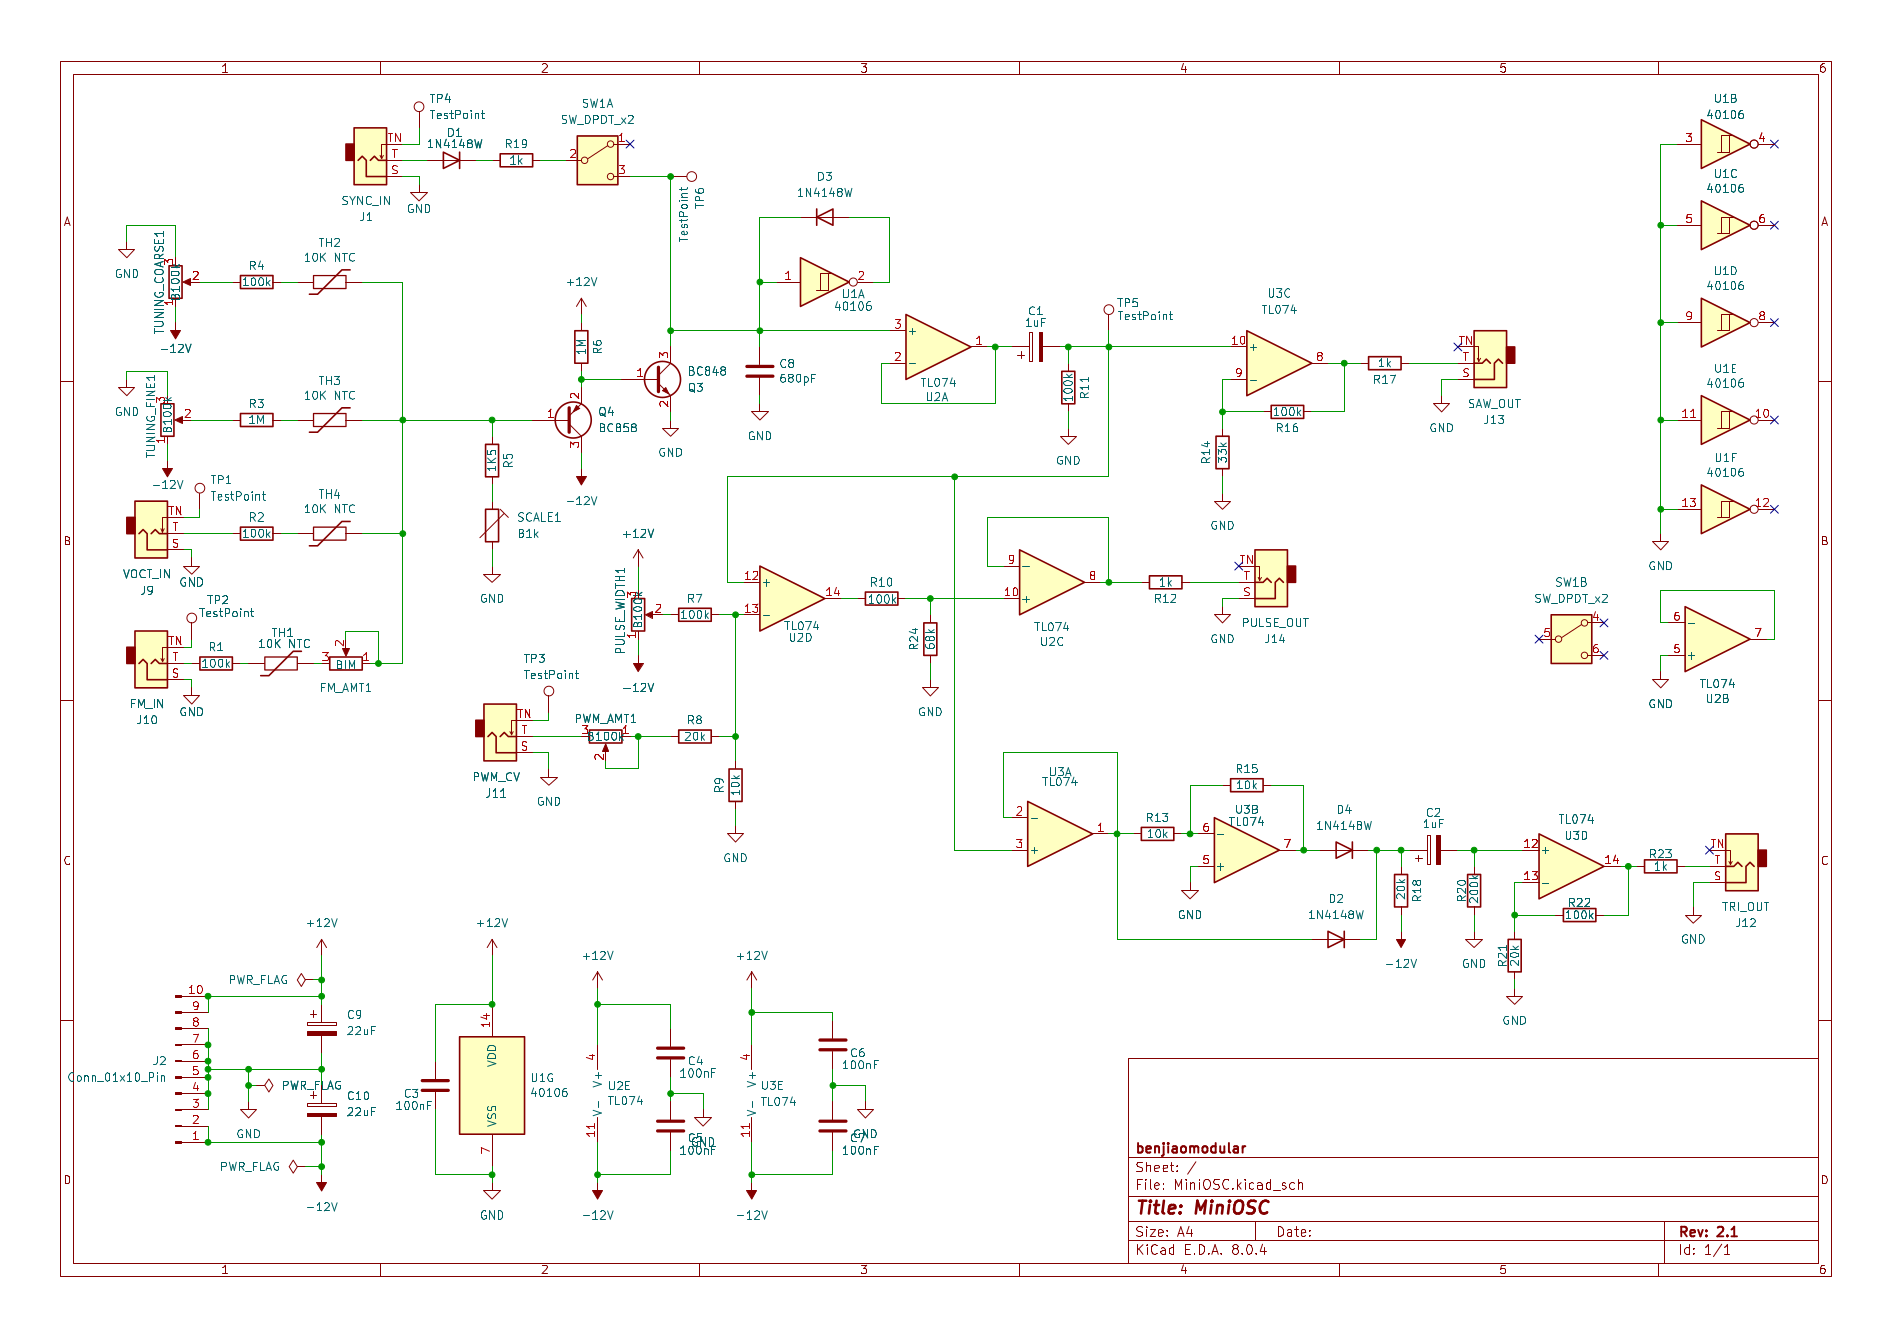 1 2 3 4 5 6
A B C D
TP4
TestPoint
D1
1N4148W
R19
1k
SW1A
SW_DPDT_x2
TN
T
S
SYNC_IN
J1
GND
2
1
3
TestPoint
TP6
D3
1N4148W
1
2
U1A
40106
GND
TUNING_COARSE1
B100k
3
2
1
-12V
R4
100k
TH2
10K NTC
GND
TUNING_FINE1
B100k
3
2
1
-12V
R3
1M
TH3
10K NTC
+12V
1M
R6
1
2
3
Q4
BC858
-12V
1
3
2
BC848
Q3
GND
C8
680pF
GND
3
+
2
-
1
TL074
U2A
C1
1uF
+
TP5
TestPoint
100k
R11
GND
U3C
TL074
10
+
9
-
8
100k
R16
R14
33k
GND
1k
R17
TN
T
S
GND
SAW_OUT
J13
U1B
40106
3
4
U1C
40106
5
6
U1D
40106
9
8
U1E
40106
11
10
U1F
40106
13
12
GND
TP1
TestPoint
TN
T
S
VOCT_IN
J9
GND
R2
100k
TH4
10K NTC
1K5
R5
SCALE1
B1k
GND
TP2
TestPoint
TN
T
S
FM_IN
J10
GND
R1
100k
TH1
10K NTC
3
2
1
B1M
FM_AMT1
+12V
PULSE_WIDTH1
B100k
3
2
1
-12V
R7
100k
12
+
13
-
14
TL074
U2D
R10
100k
R24
68k
GND
9
-
10
+
8
TL074
U2C
1k
R12
TN
T
S
GND
PULSE_OUT
J14
SW1B
SW_DPDT_x2
5
4
6
6
-
5
+
7
TL074
U2B
GND
TP3
TestPoint
TN
T
S
PWM_CV
J11
GND
PWM_AMT1
3
B100k
1
2
R8
20k
R9
10k
GND
U3A
TL074
2
-
3
+
1
R13
10k
R15
10k
U3B
TL074
6
-
5
+
7
GND
D4
1N4148W
D2
1N4148W
20k
R18
-12V
C2
1uF
+
R20
200k
GND
TL074
U3D
12
+
13
-
14
R22
100k
R21
20k
GND
R23
1k
TN
T
S
GND
TRI_OUT
J12
+12V
PWR_FLAG
10
9
8
7
6
5
4
3
2
1
J2
Conn_01x10_Pin
+
C9
22uF
PWR_FLAG
+
C10
22uF
GND
PWR_FLAG
-12V
+12V
14
VDD
VSS
7
U1G
40106
C3
100nF
GND
+12V
4
V+
V-
11
U2E
TL074
C4
100nF
GND
C5
100nF
-12V
+12V
4
V+
V-
11
U3E
TL074
C6
100nF
GND
C7
100nF
-12V
benjiaomodular
Sheet: /
File: MiniOSC.kicad_sch
Title: MiniOSC
Size: A4 Date: Rev: 2.1
KiCad E.D.A. 8.0.4 Id: 1/1
1 2 3 4 5 6
A B C D